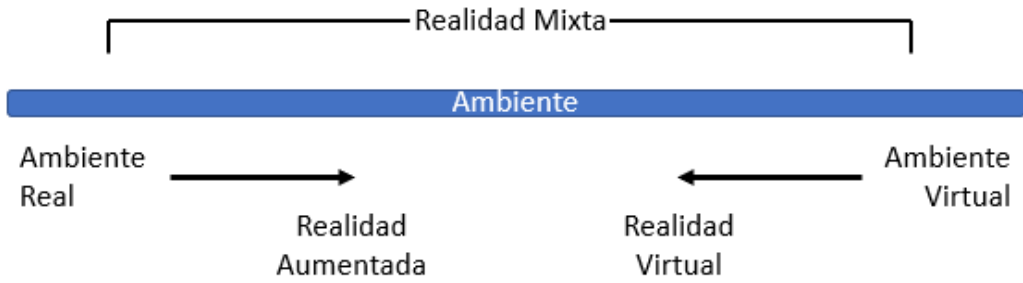 Realidad Mixta
Ambiente
Ambiente
Real
Ambiente
Virtual
Realidad
Aumentada
Realidad
Virtual